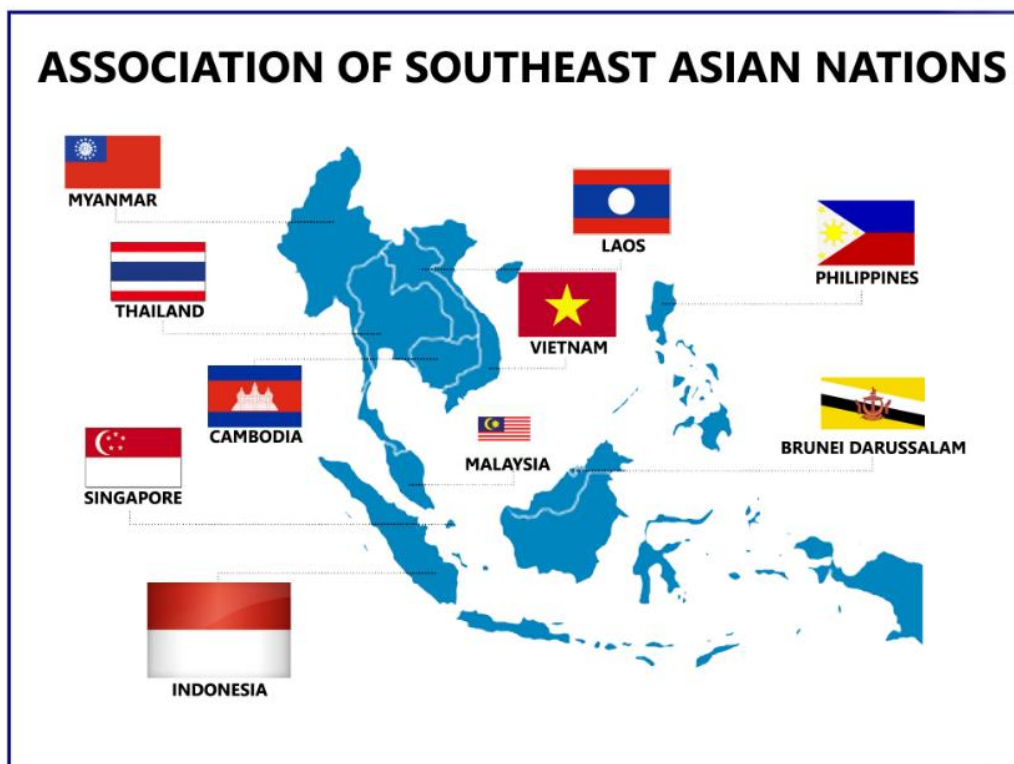 ASSOCIATION OF SOUTHEAST ASIAN NATIONS
MYANMAR
LAOS
PHILIPPINES
THAILAND
VIETNAM
CAMBODIA
MALAYSIA
BRUNEI DARUSSALAM
SINGAPORE
INDONESIA